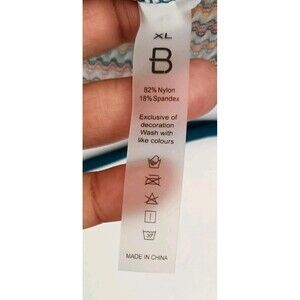 XL
B
82% Nylon
18% Spandex
Exclusive of
decoration
Wash with
like colours
30°
MADE IN CHINA